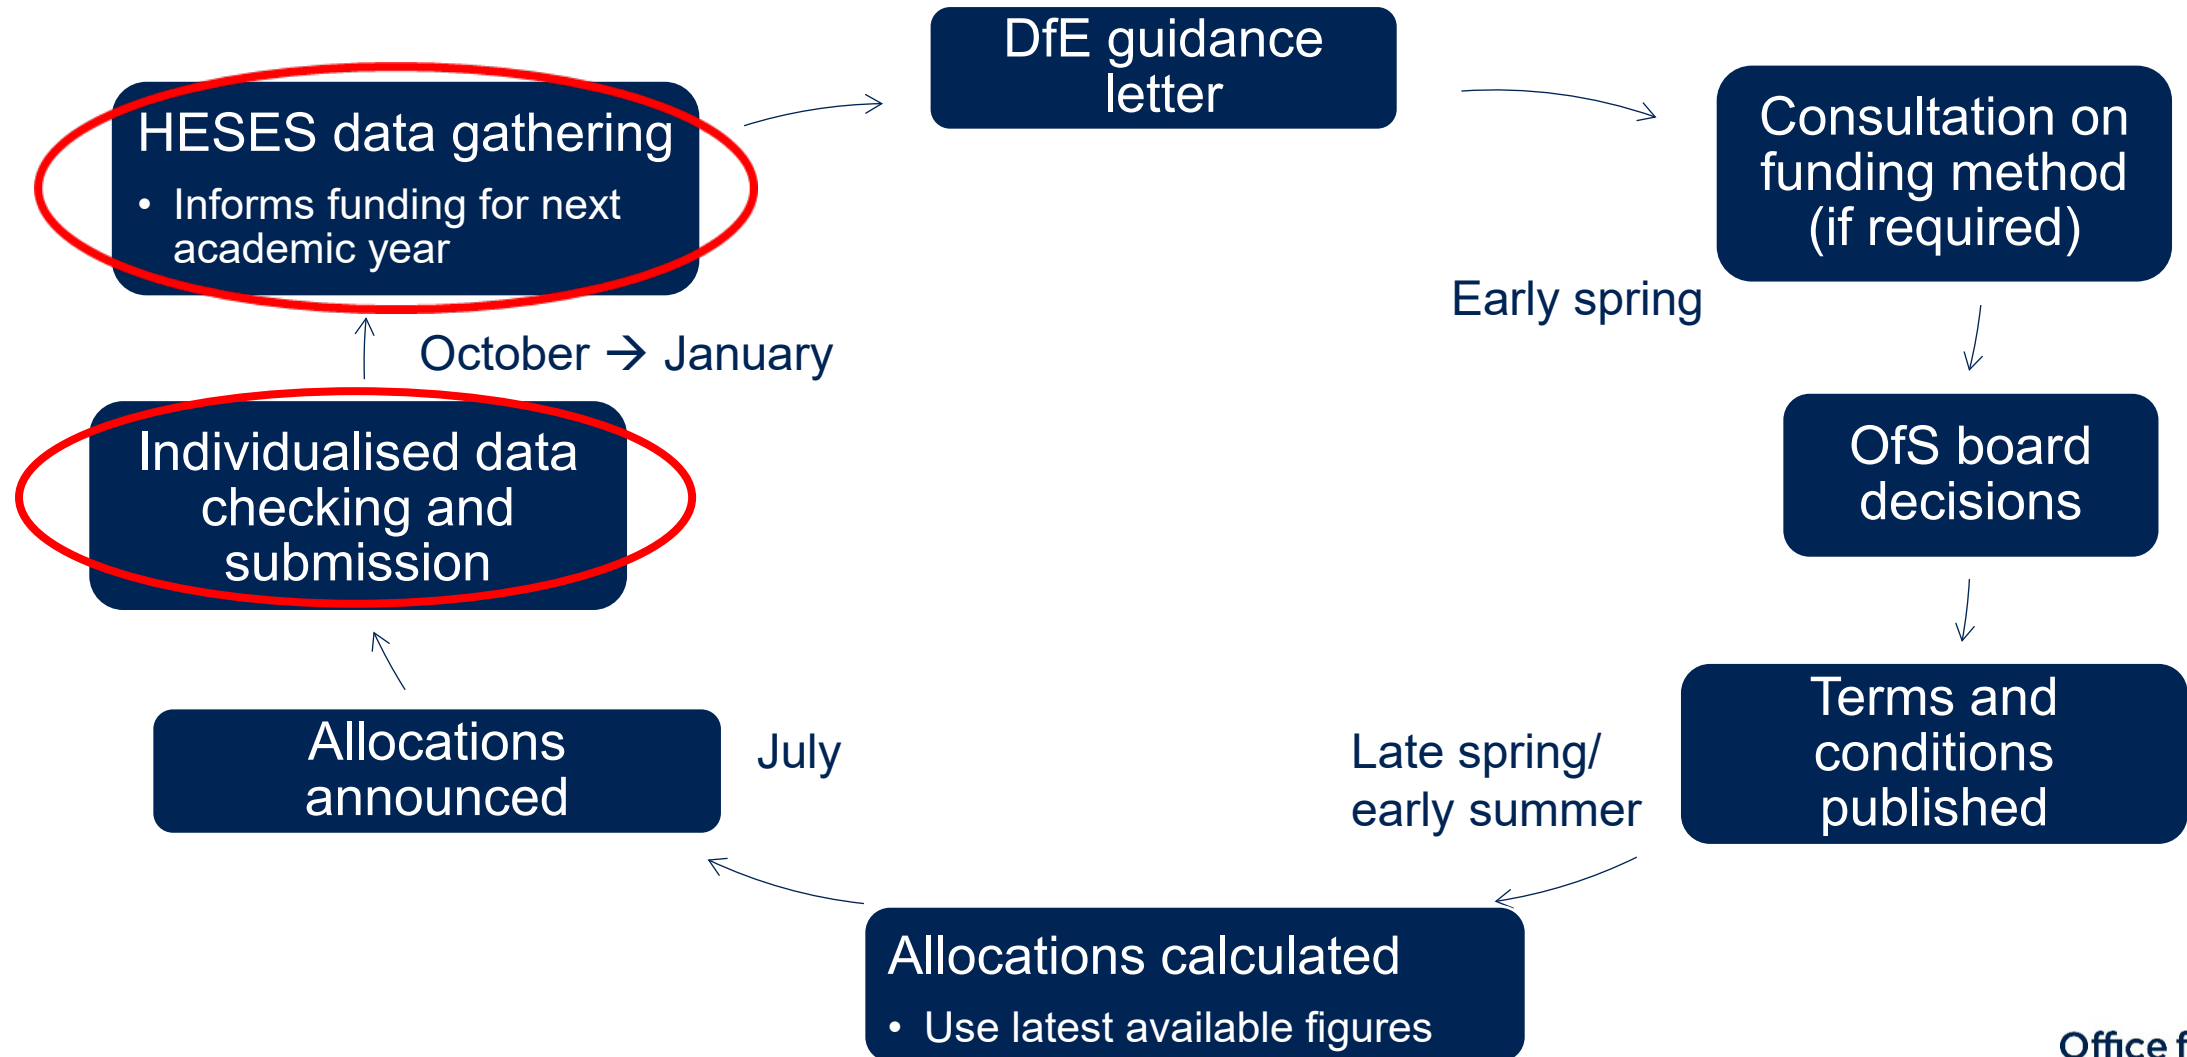 DfE guidance
letter
Consultation on
funding method
(if required)
Early spring
OfS board
decisions
Terms and
conditions
published
Late spring/
early summer
Allocations calculated
• Use latest available figures
Allocations
announced
July
Individualised data
checking and
submission
October → January
HESES data gathering
• Informs funding for next
academic year
Office f